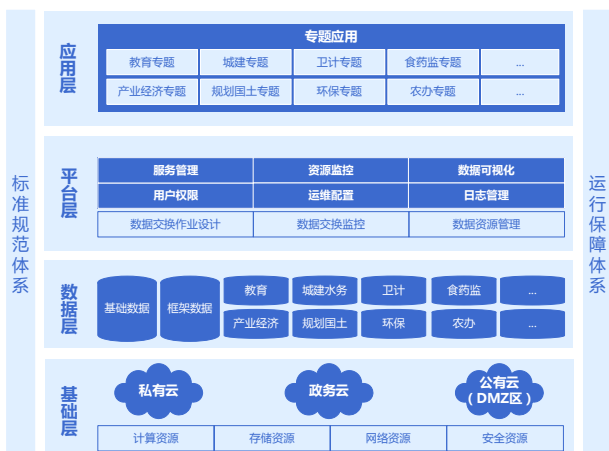 标准规范体系
应用层
专题应用
教育专题 城建专题 卫计专题 食药监专题 ...
产业经济专题 规划国土专题 环保专题 农办专题 ...
平台层
服务管理 资源监控 数据可视化
用户权限 运维配置 日志管理
数据交换作业设计 数据交换监控 数据资源管理
数据层
基础数据 框架数据
教育 城建水务 卫计 食药监 ...
产业经济 规划国土 环保 农办 ...
基础层
私有云 政务云 公有云
（DMZ区）
计算资源 存储资源 网络资源 安全资源
运行保障体系